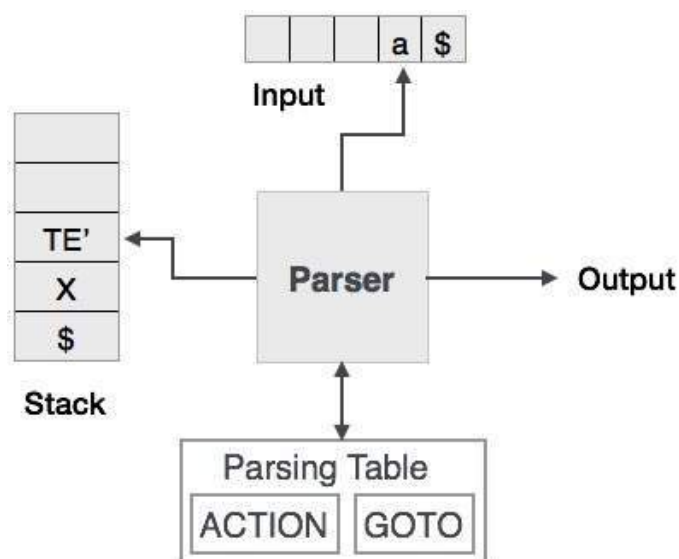 a $
Input
TE’
X
$
Stack
Parser
Output
Parsing Table
ACTION GOTO